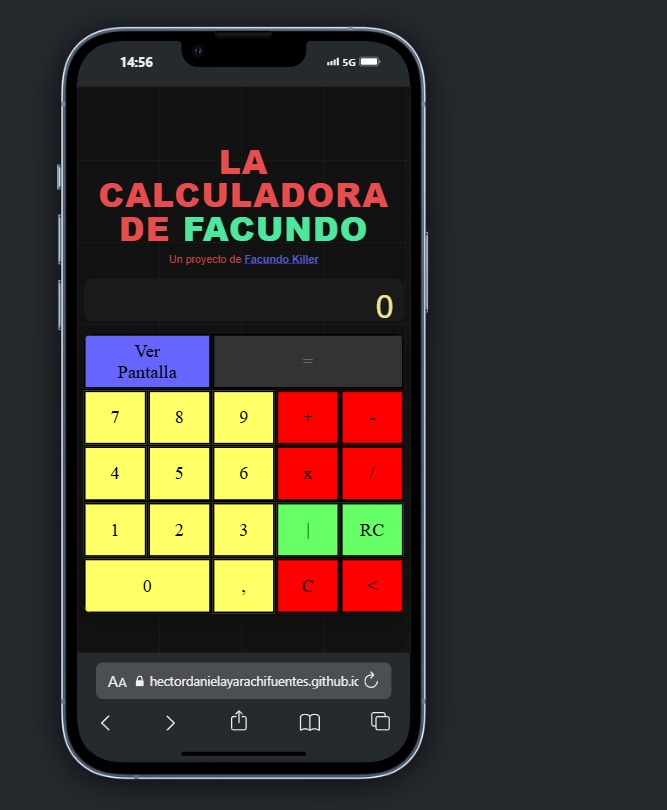 14:56
5G
LA
CALCULADORA
DE FACUNDO
Un proyecto de Facundo Killer
0
Ver
Pantalla
=
7 8 9 + -
4 5 6 x /
1 2 3 | RC
0 , C <
AA hectordanielayarachifuentes.github.ic